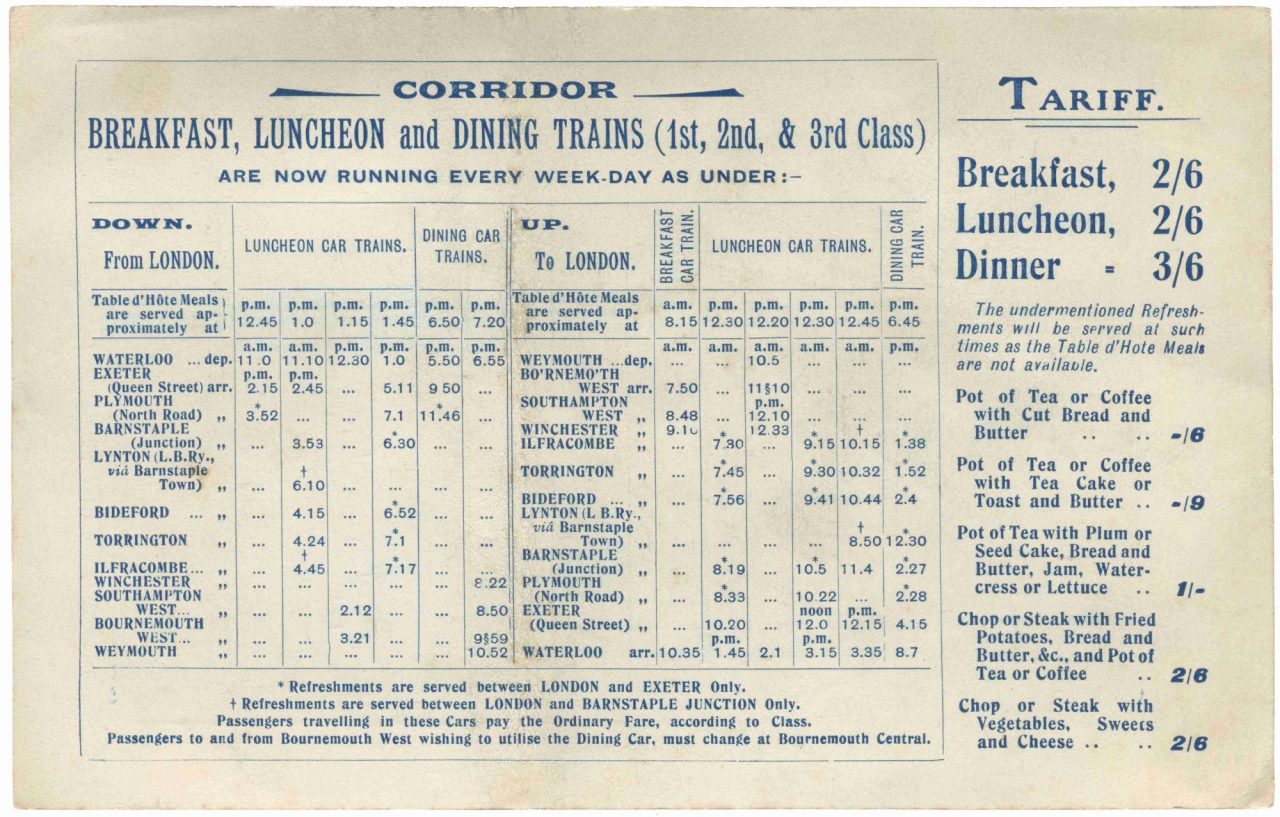 CORRIDOR
BREAKFAST, LUNCHEON and DINING TRAINS (1st, 2nd, & 3rd Class)
ARE NOW RUNNING EVERY WEEK-DAY AS UNDER:–
DOWN.
From LONDON.
LUNCHEON CAR TRAINS.
DINING CAR
TRAINS.
Table d'Hôte Meals p.m. p.m. p.m. p.m. p.m. p.m.
are served ap-
proximately at 12.45 1.0 1.15 1.45 6.50 7.20
a.m. a.m. p.m. p.m. p.m. p.m.
WATERLOO ... dep. 11.0 11.10 12.30 1.0 5.50 6.55
EXETER p.m. p.m.
(Queen Street) arr. 2.15 2.45 ... 5.11 9 50 ...
PLYMOUTH * *
(North Road) ,, 3.52 ... ... 7.1 11.46 ...
BARNSTAPLE *
(Junction) ,, ... 3.53 ... 6.30 ... ...
LYNTON (L.B.Ry.,
viâ Barnstaple †
Town) ,, ... 6.10 ... ... ... ...
BIDEFORD ... ,, ... 4.15 ... 6.52 ... ...
TORRINGTON ,, ... 4.24 ... 7.1 ... ...
ILFRACOMBE... ,, ... 4.45 ... 7.17 ... ...
WINCHESTER ,, ... ... ... ... ... 8.22
SOUTHAMPTON
WEST... ,, ... ... 2.12 ... ... 8.50
BOURNEMOUTH
WEST... ,, ... ... 3.21 ... ... 9§59
WEYMOUTH ,, ... ... ... ... ... 10.52
UP.
To LONDON.
BREAKFAST
CAR TRAIN.
LUNCHEON CAR TRAINS.
DINING CAR
TRAIN.
Table d'Hôte Meals a.m. p.m. p.m. p.m. p.m. p.m.
are served ap-
proximately at 8.15 12.30 12.20 12.30 12.45 6.45
a.m. a.m. a.m. a.m. a.m. p.m.
WEYMOUTH ... dep. 10.5
BO'RNEMO'TH
WEST arr. 7.50 ... 11§10 ... ... ...
SOUTHAMPTON p.m.
WEST ,, 8.48 ... 12.10 ... ... ...
WINCHESTER ,, 9.10 12.33
ILFRACOMBE ,, ... 7.30 ... 9.15 10.15 1.38
TORRINGTON ,, ... 7.45 ... 9.30 10.32 1.52
BIDEFORD ... ,, ... 7.56 ... 9.41 10.44 2.4
LYNTON (L B.Ry.,
viâ Barnstaple †
Town) ,, ... ... ... ... 8.50 12.30
BARNSTAPLE * * *
(Junction) ,, ... 8.19 ... 10.5 11.4 2.27
PLYMOUTH *
(North Road) ,, ... 8.33 ... 10.22 ... 2.28
EXETER noon p.m.
(Queen Street) ,, ... 10.20 ... 12.0 12.15 4.15
p.m. p.m.
WATERLOO arr. 10.35 1.45 2.1 3.15 3.35 8.7
* Refreshments are served between LONDON and EXETER Only.
† Refreshments are served between LONDON and BARNSTAPLE JUNCTION Only.
Passengers travelling in these Cars pay the Ordinary Fare, according to Class.
Passengers to and from Bournemouth West wishing to utilise the Dining Car, must change at Bournemouth Central.
TARIFF.
Breakfast, 2/6
Luncheon, 2/6
Dinner = 3/6
The undermentioned Refresh-
ments will be served at such
times as the Table d'Hote Meals
are not available.
Pot of Tea or Coffee
with Cut Bread and
Butter .. .. -/6
Pot of Tea or Coffee
with Tea Cake or
Toast and Butter .. -/9
Pot of Tea with Plum or
Seed Cake, Bread and
Butter, Jam, Water-
cress or Lettuce .. 1/-
Chop or Steak with Fried
Potatoes, Bread and
Butter, &c., and Pot of
Tea or Coffee .. 2/6
Chop or Steak with
Vegetables, Sweets
and Cheese .. .. 2/6